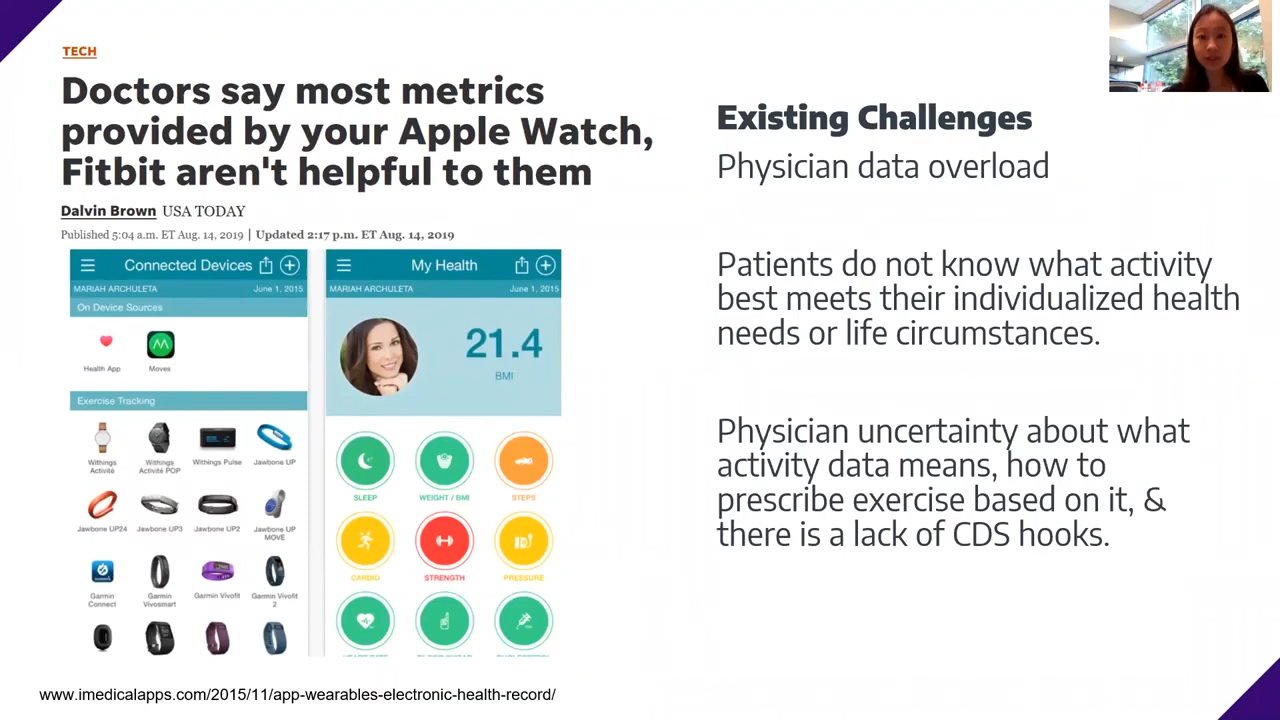 TECH
Doctors say most metrics
provided by your Apple Watch,
Fitbit aren't helpful to them
Dalvin Brown USA TODAY
Published 5:04 a.m. ET Aug. 14, 2019 | Updated 2:17 p.m. ET Aug. 14, 2019
Connected Devices
MARIAH ARCHULETA June 1, 2015
On Device Sources
Health App Moves
Exercise Tracking
Withings Activité Withings Activité POP Withings Pulse Jawbone UP
Jawbone UP24 Jawbone UP3 Jawbone UP2 Jawbone UP MOVE
Garmin Connect Garmin Vivosmart Garmin Vivofit Garmin Vivofit 2
My Health
MARIAH ARCHULETA June 1, 2015
21.4
BMI
SLEEP WEIGHT / BMI STEPS
CARDIO STRENGTH PRESSURE
Existing Challenges
Physician data overload
Patients do not know what activity
best meets their individualized health
needs or life circumstances.
Physician uncertainty about what
activity data means, how to
prescribe exercise based on it, &
there is a lack of CDS hooks.
www.imedicalapps.com/2015/11/app-wearables-electronic-health-record/